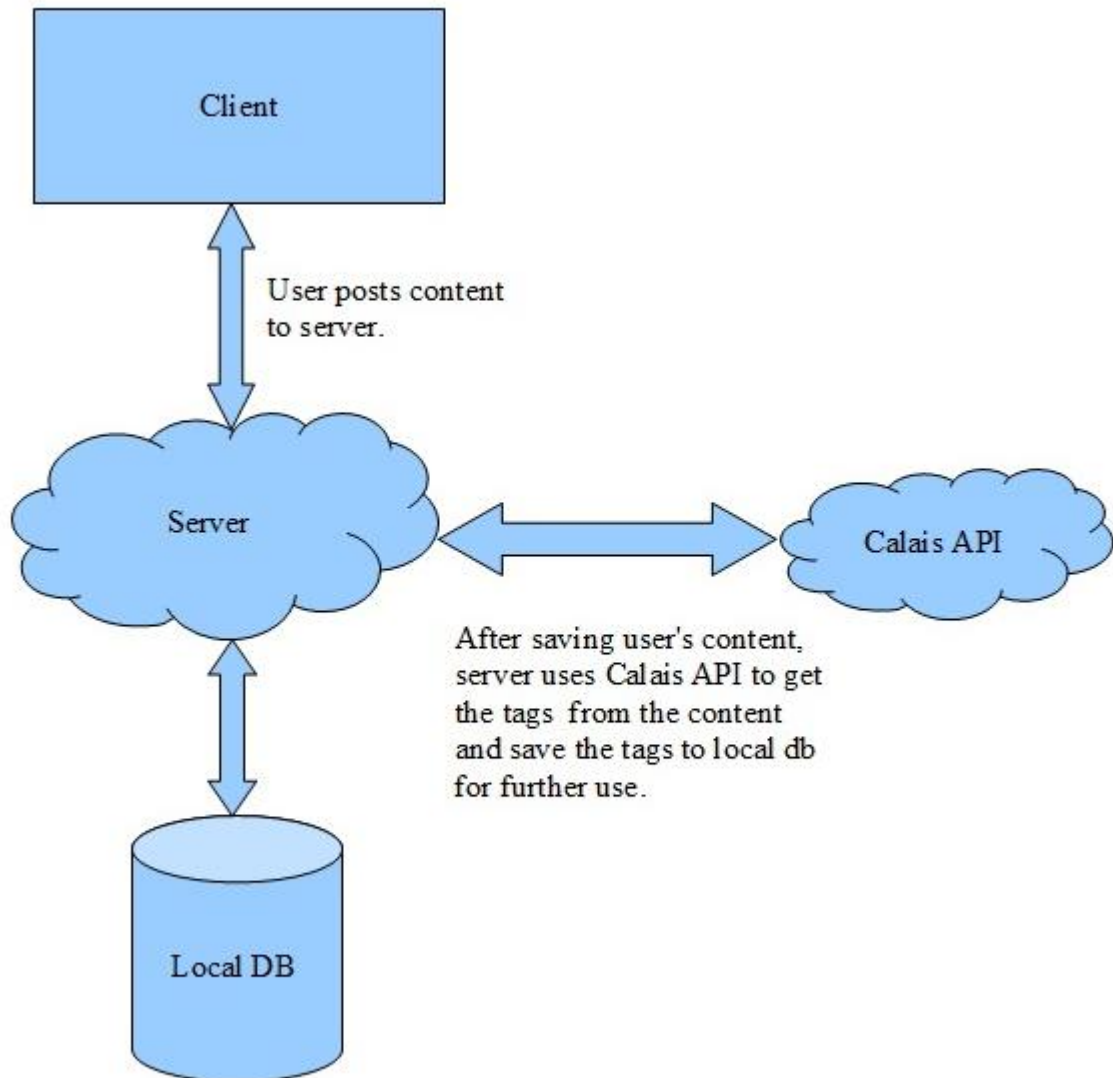 Client
User posts content
to server.
Server
Calais API
After saving user's content,
server uses Calais API to get
the tags from the content
and save the tags to local db
for further use.
Local DB